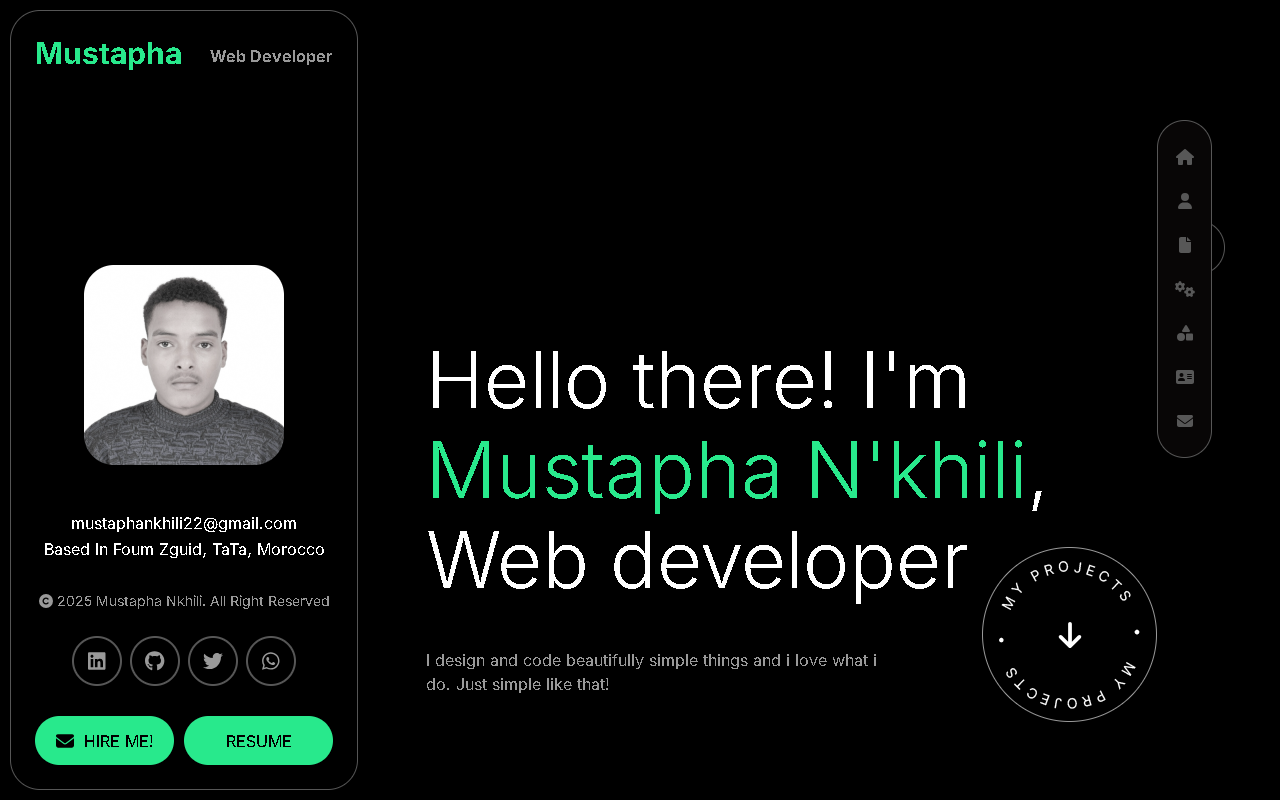 Mustapha
Web Developer
mustaphankhili22@gmail.com
Based In Foum Zguid, TaTa, Morocco
© 2025 Mustapha Nkhili. All Right Reserved
HIRE ME!
RESUME
Hello there! I'm
Mustapha N'khili,
Web developer
I design and code beautifully simple things and i love what i
do. Just simple like that!
MY PROJECTS • MY PROJECTS •